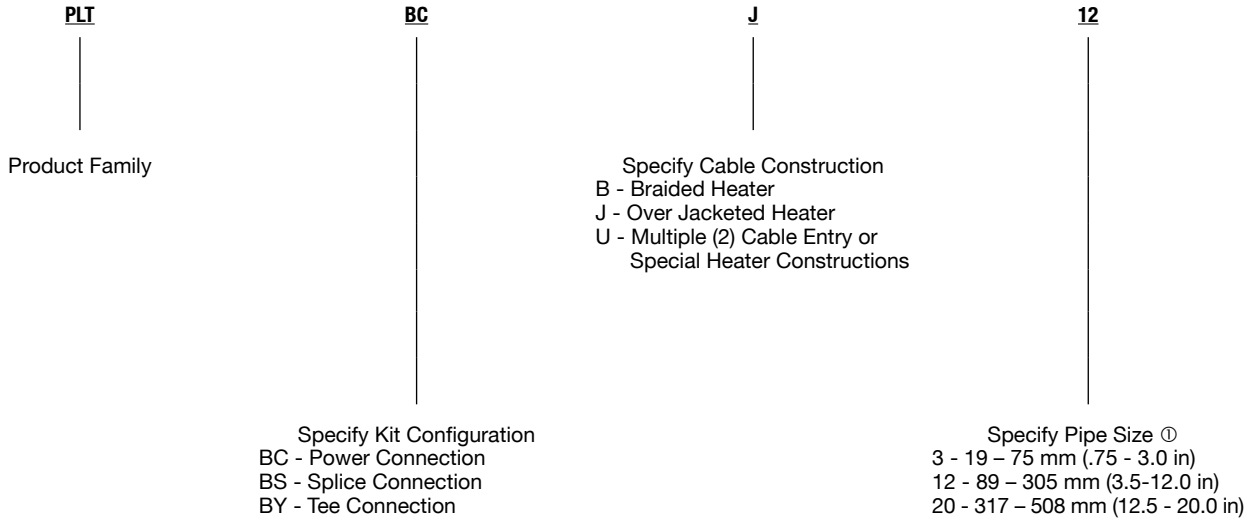 PLT
BC
J
12
Product Family
Specify Cable Construction
B - Braided Heater
J - Over Jacketed Heater
U - Multiple (2) Cable Entry or
Special Heater Constructions
Specify Kit Configuration
BC - Power Connection
BS - Splice Connection
BY - Tee Connection
Specify Pipe Size ①
3 - 19 – 75 mm (.75 - 3.0 in)
12 - 89 – 305 mm (3.5-12.0 in)
20 - 317 – 508 mm (12.5 - 20.0 in)